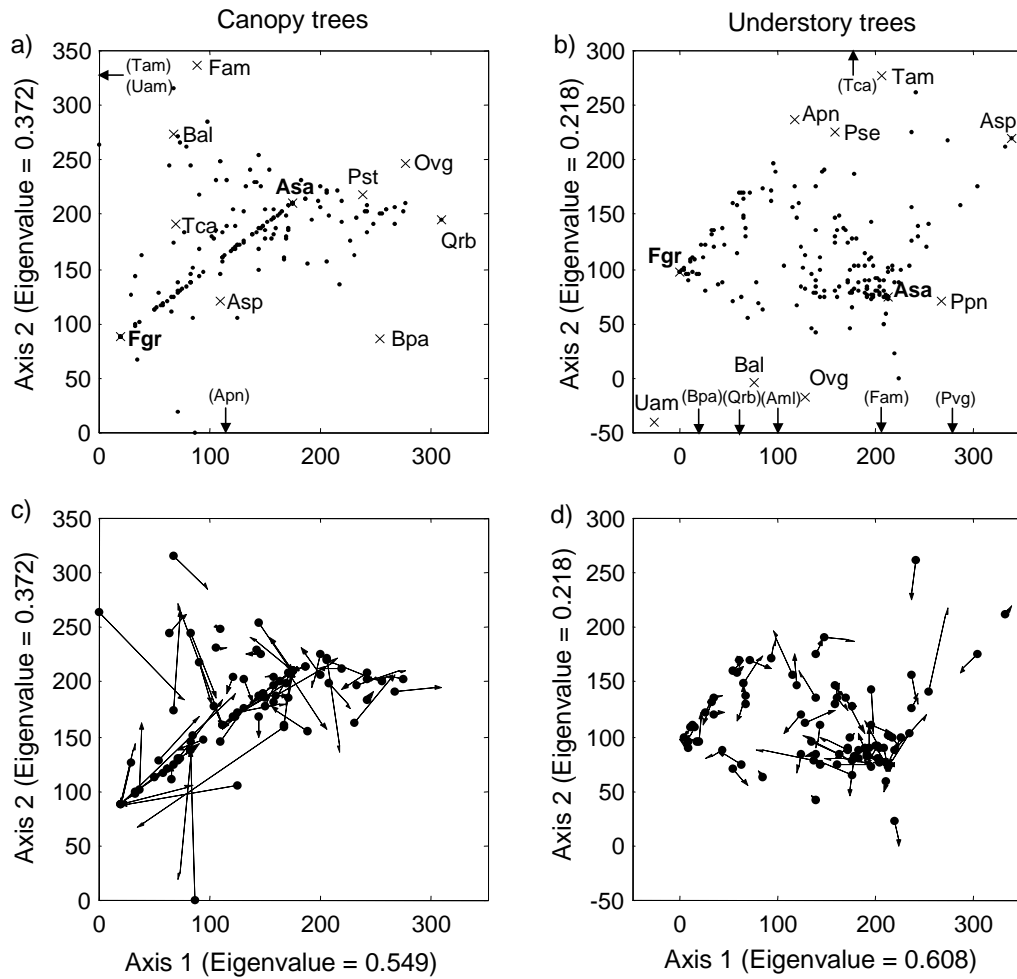 Canopy trees
Understory trees
a)
b)
350
300
250
200
150
100
50
0
Axis 2 (Eigenvalue = 0.372)
(Tam)
(Uam)
Fam
Bal
Tca
Asa
Pst
Ovg
Qrb
Asp
Bpa
Fgr
(Apn)
0
100
200
300
300
250
200
150
100
50
0
-50
Axis 2 (Eigenvalue = 0.218)
(Tca)
Tam
Apn
Pse
Asp
Fgr
Asa
Ppn
Bal
Ovg
Uam
(Bpa)
(Qrb)
(Aml)
(Fam)
(Pvg)
0
100
200
300
c)
d)
350
300
250
200
150
100
50
0
Axis 2 (Eigenvalue = 0.372)
0
100
200
300
Axis 1 (Eigenvalue = 0.549)
300
250
200
150
100
50
0
-50
Axis 2 (Eigenvalue = 0.218)
0
100
200
300
Axis 1 (Eigenvalue = 0.608)